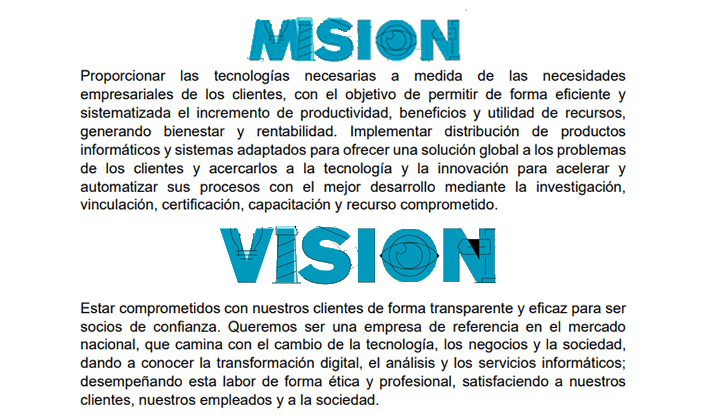 MISION
Proporcionar las tecnologías necesarias a medida de las necesidades
empresariales de los clientes, con el objetivo de permitir de forma eficiente y
sistematizada el incremento de productividad, beneficios y utilidad de recursos,
generando bienestar y rentabilidad. Implementar distribución de productos
informáticos y sistemas adaptados para ofrecer una solución global a los problemas
de los clientes y acercarlos a la tecnología y la innovación para acelerar y
automatizar sus procesos con el mejor desarrollo mediante la investigación,
vinculación, certificación, capacitación y recurso comprometido.
VISION
Estar comprometidos con nuestros clientes de forma transparente y eficaz para ser
socios de confianza. Queremos ser una empresa de referencia en el mercado
nacional, que camina con el cambio de la tecnología, los negocios y la sociedad,
dando a conocer la transformación digital, el análisis y los servicios informáticos;
desempeñando esta labor de forma ética y profesional, satisfaciendo a nuestros
clientes, nuestros empleados y a la sociedad.